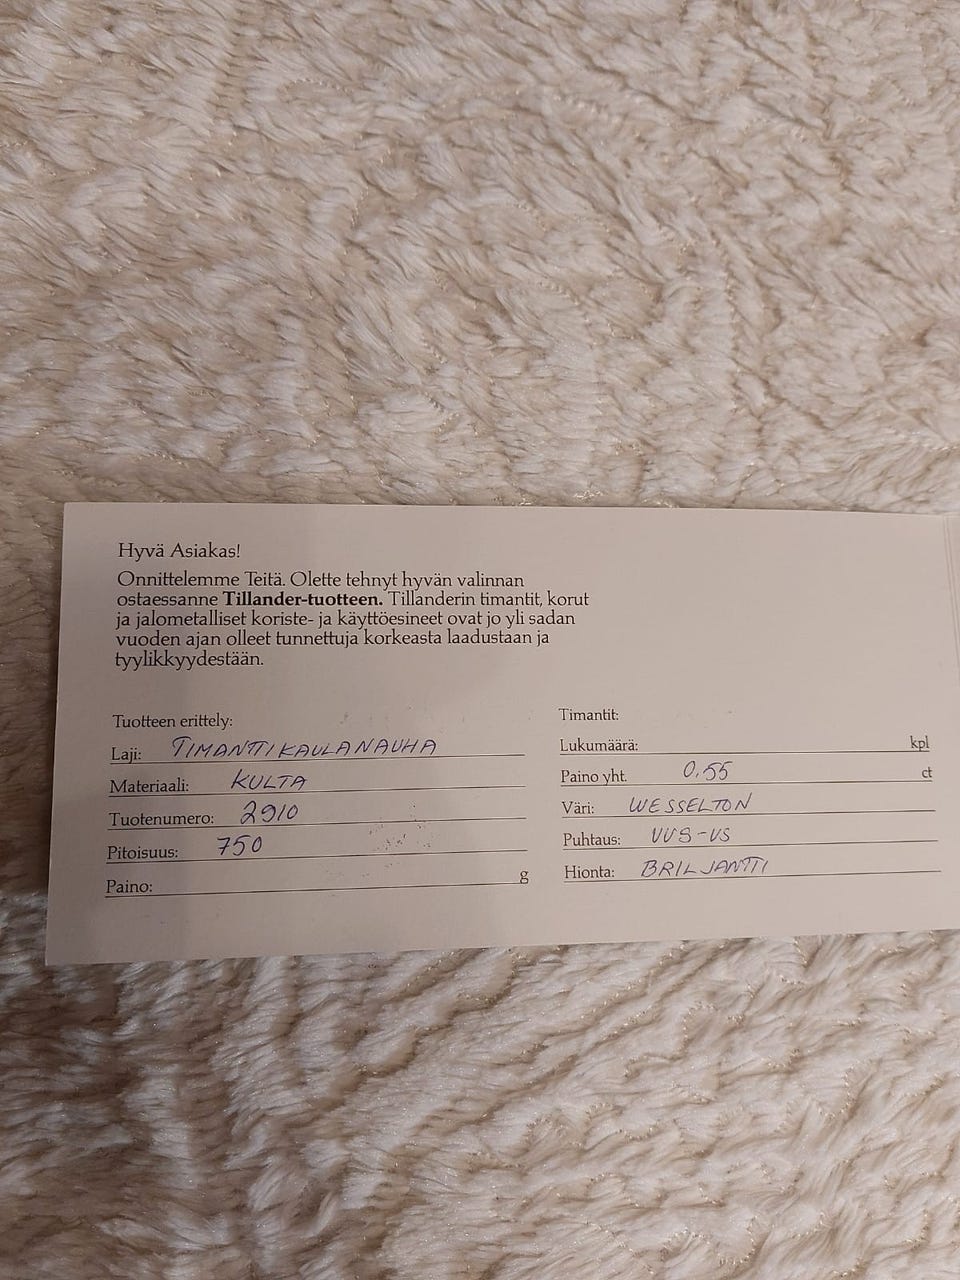 Hyvä Asiakas!
Onnittelemme Teitä. Olette tehnyt hyvän valinnan
ostaessanne Tillander-tuotteen. Tillanderin timantit, korut
ja jalometalliset koriste- ja käyttöesineet ovat jo yli sadan
vuoden ajan olleet tunnettuja korkeasta laadustaan ja
tyylikkyydestään.
Tuotteen erittely:
Laji: TIMANTTIKAULANAUHA
Materiaali: KULTA
Tuotenumero: 2910
Pitoisuus: 750
Paino: g
Timantit:
Lukumäärä: kpl
Paino yht. 0.55 ct
Väri: WESSELTON
Puhtaus: VVS-VS
Hionta: BRILJANTTI